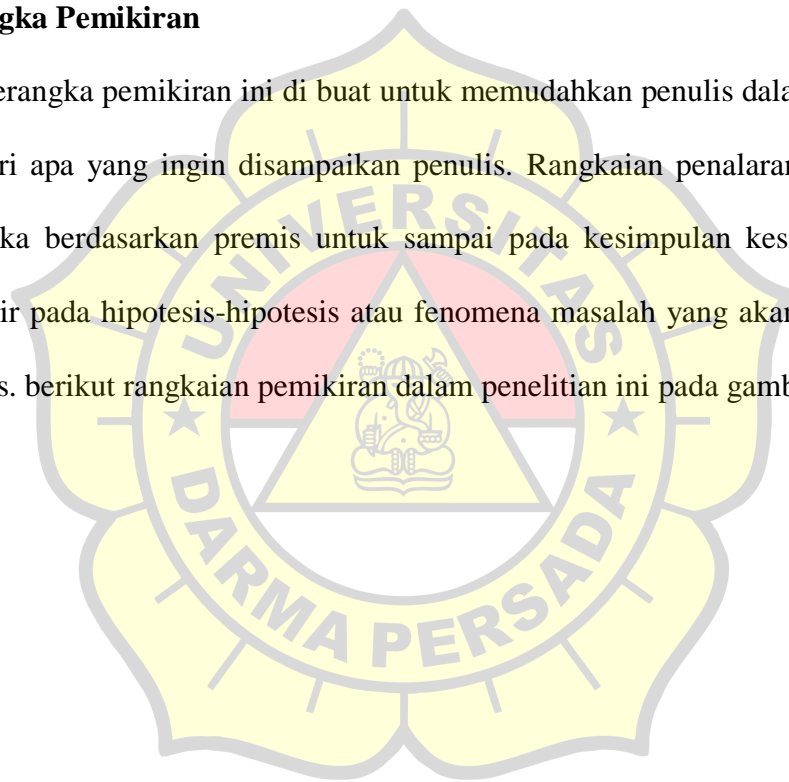 ngka Pemikiran
erangka pemikiran ini di buat untuk memudahkan penulis dala
ri apa yang ingin disampaikan penulis. Rangkaian penalaran
ka berdasarkan premis untuk sampai pada kesimpulan kes
ir pada hipotesis-hipotesis atau fenomena masalah yang akan
s. berikut rangkaian pemikiran dalam penelitian ini pada gamb
UNIVERSITAS
DARMA PERSADA